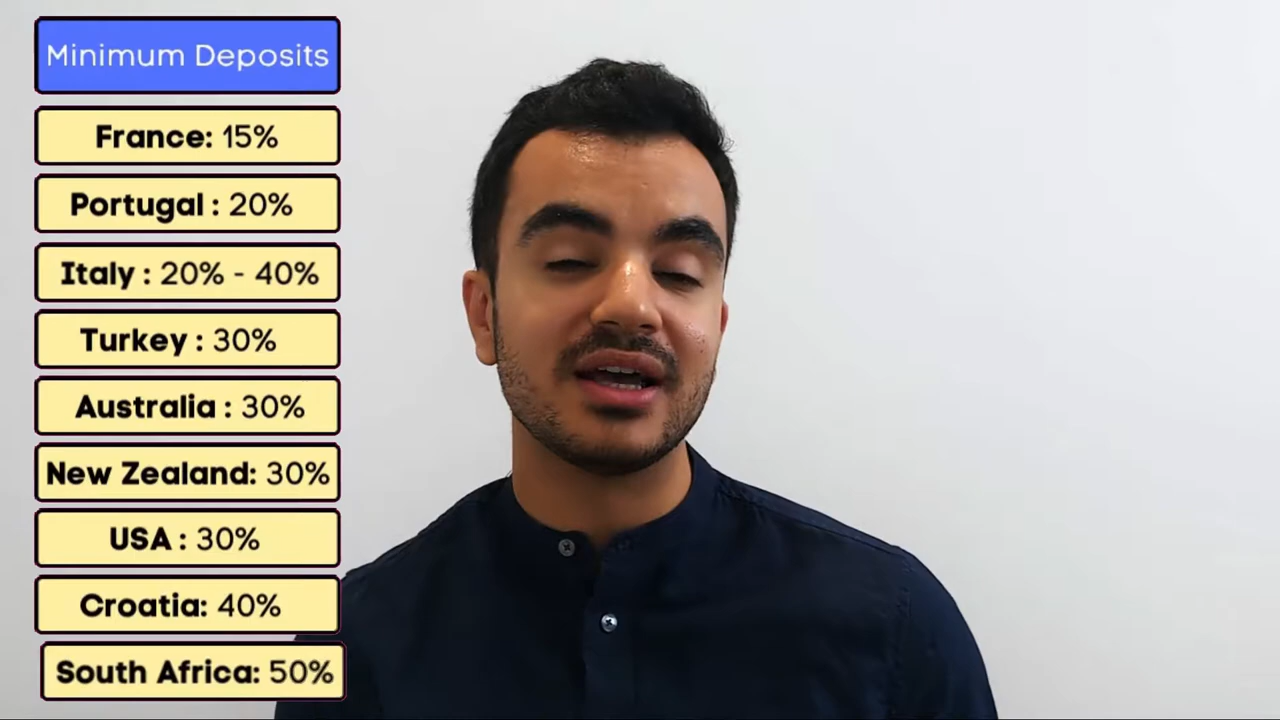 Minimum Deposits
France: 15%
Portugal : 20%
Italy : 20% - 40%
Turkey : 30%
Australia : 30%
New Zealand: 30%
USA : 30%
Croatia: 40%
South Africa: 50%